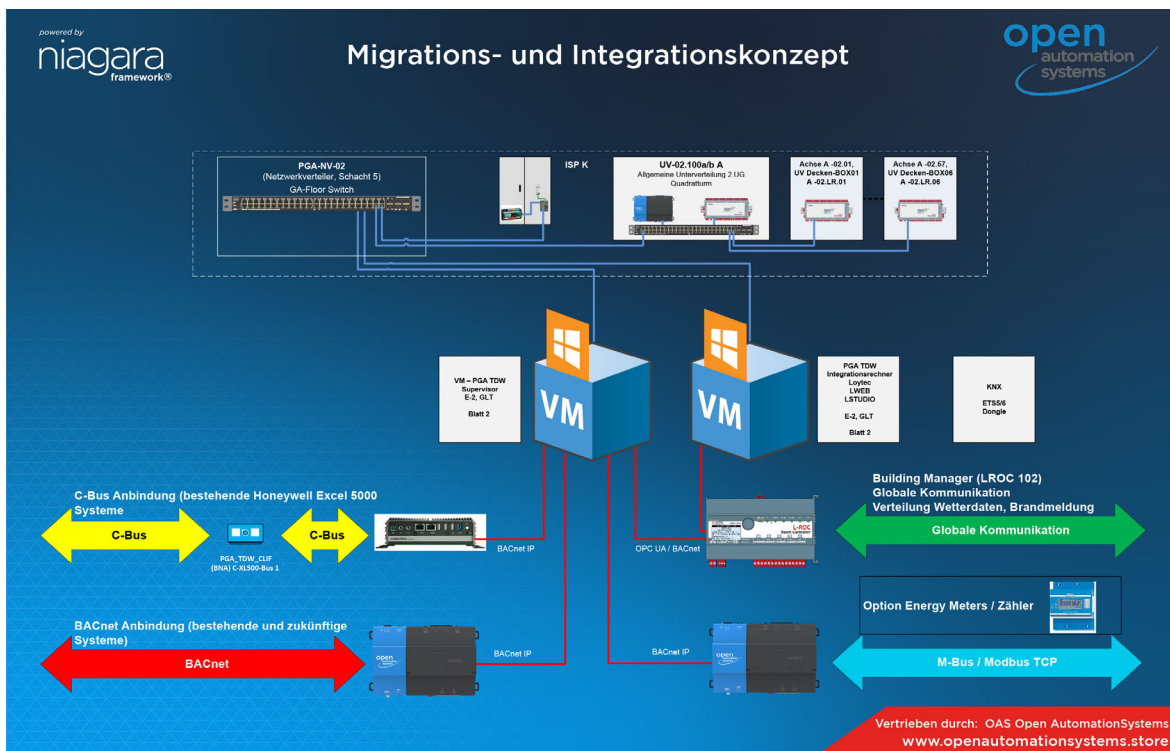 powered by
niagara
framework®
Migrations- und Integrationskonzept
open
automation
systems
PGA-NV-02
(Netzwerkverteiler, Schacht 5)
GA-Floor Switch
ISP K
UV-02.100a/b A
Allgemeine Unterverteilung 2 UG
Quadratturm
Achse A -02.01,
UV Decken-BOX01
A -02.LR.01
Achse A -02.57,
UV Decken-BOX06
A -02.LR.06
VM – PGA TDW
Supervisor
E-2, GLT
Blatt 2
VM
VM
PGA TDW
Integrationsrechner
Loytec
LWEB
LSTUDIO
E-2, GLT
Blatt 2
KNX
ETS5/6
Dongle
C-Bus Anbindung (bestehende Honeywell Excel 5000
Systeme
C-Bus
C-Bus
PGA_TDW_CLIF
(BNA) C-XL500-Bus 1
BACnet IP
OPC UA / BACnet
L-ROC
Room Controller
Building Manager (LROC 102)
Globale Kommunikation
Verteilung Wetterdaten, Brandmeldung
Globale Kommunikation
Option Energy Meters / Zähler
BACnet Anbindung (bestehende und zukünftige
Systeme)
BACnet
open
BACnet IP
BACnet IP
open
M-Bus / Modbus TCP
Vertrieben durch: OAS Open AutomationSystems
www.openautomationsystems.store